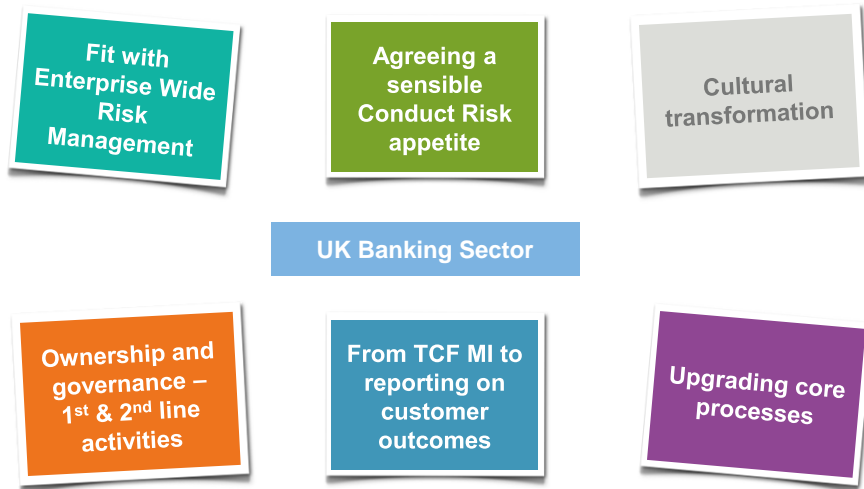 Fit with
Enterprise Wide
Risk
Management
Agreeing a
sensible
Conduct Risk
appetite
Cultural
transformation
UK Banking Sector
Ownership and
governance –
1st & 2nd line
activities
From TCF MI to
reporting on
customer
outcomes
Upgrading core
processes